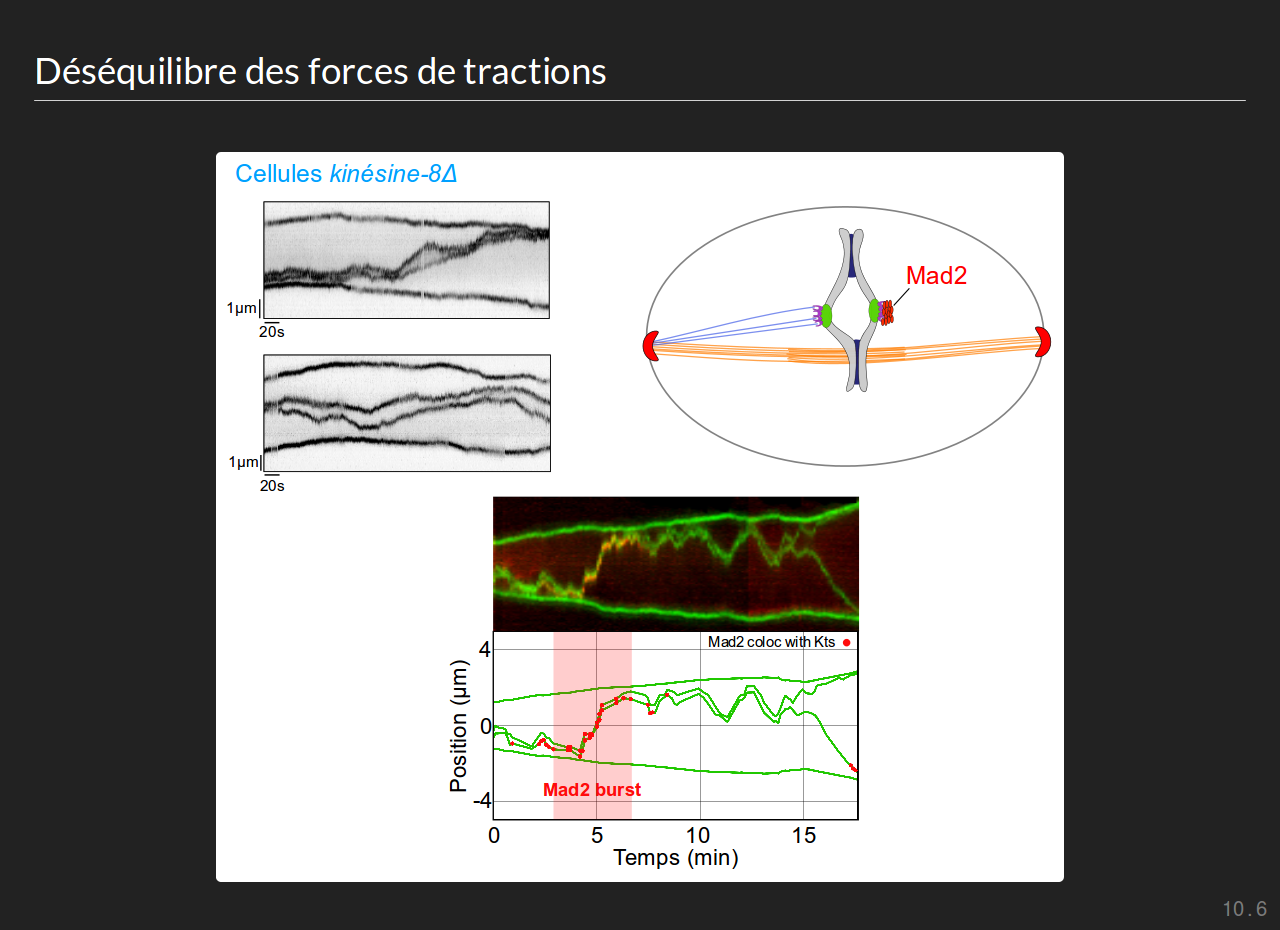 Déséquilibre des forces de tractions
Cellules kinésine-8Δ
1µm
20s
Mad2
1µm
20s
Mad2 coloc with Kts
4
0
-4
Position (µm)
Mad2 burst
0 5 10 15
Temps (min)
10.6